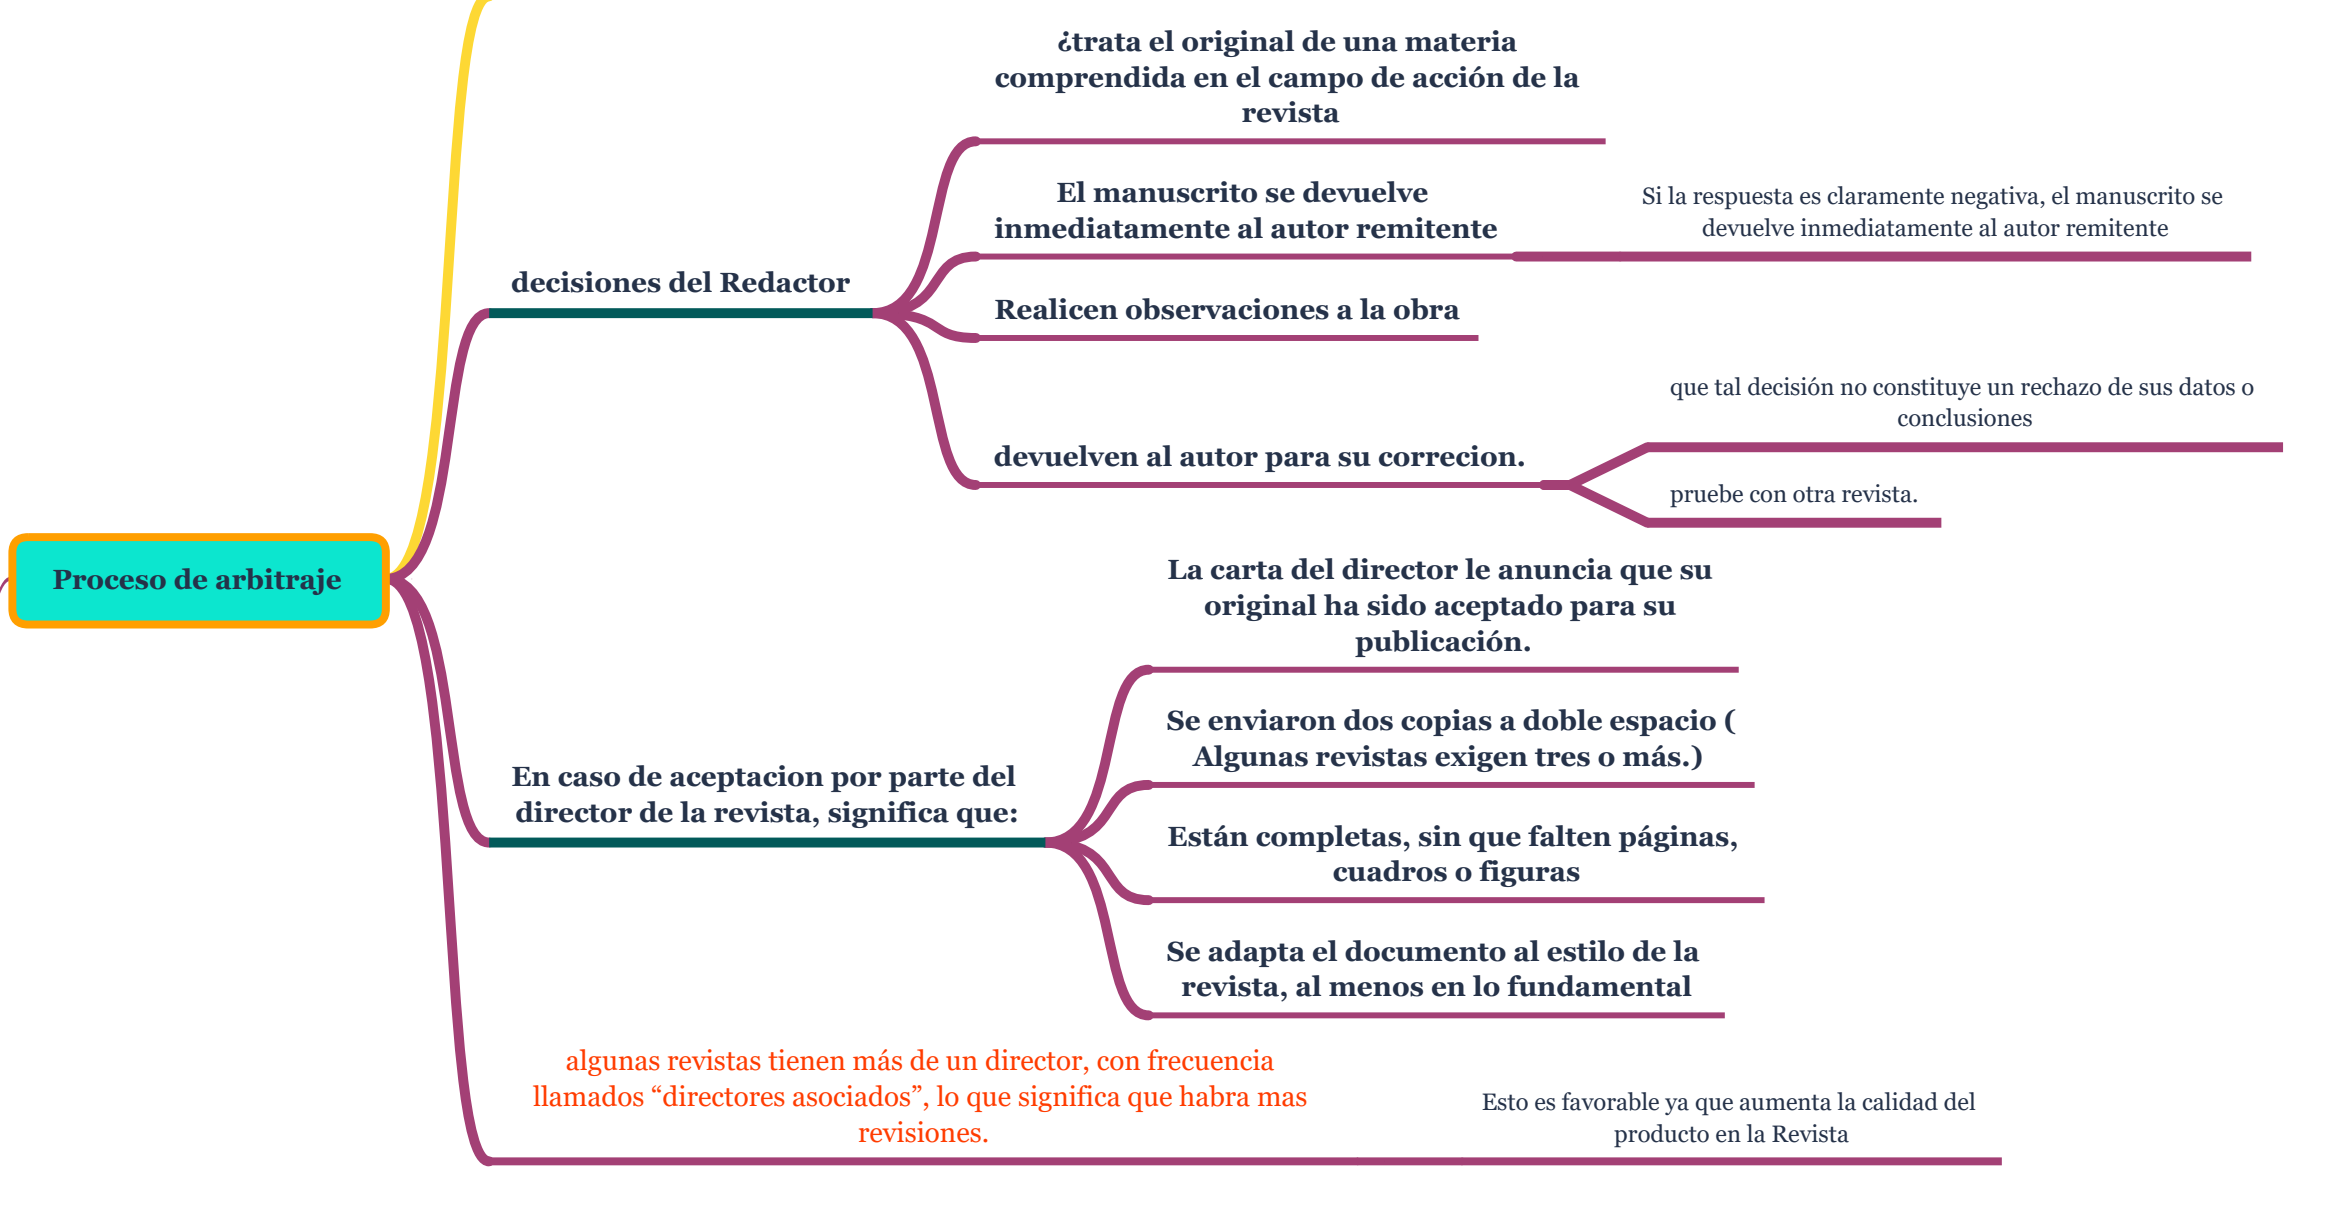 ¿trata el original de una materia
comprendida en el campo de acción de la
revista
El manuscrito se devuelve
inmediatamente al autor remitente
Si la respuesta es claramente negativa, el manuscrito se
devuelve inmediatamente al autor remitente
decisiones del Redactor
Realicen observaciones a la obra
que tal decisión no constituye un rechazo de sus datos o
conclusiones
devuelven al autor para su correcion.
pruebe con otra revista.
Proceso de arbitraje
La carta del director le anuncia que su
original ha sido aceptado para su
publicación.
Se enviaron dos copias a doble espacio (
Algunas revistas exigen tres o más.)
En caso de aceptacion por parte del
director de la revista, significa que:
Están completas, sin que falten páginas,
cuadros o figuras
Se adapta el documento al estilo de la
revista, al menos en lo fundamental
algunas revistas tienen más de un director, con frecuencia
llamados “directores asociados”, lo que significa que habra mas
revisiones.
Esto es favorable ya que aumenta la calidad del
producto en la Revista